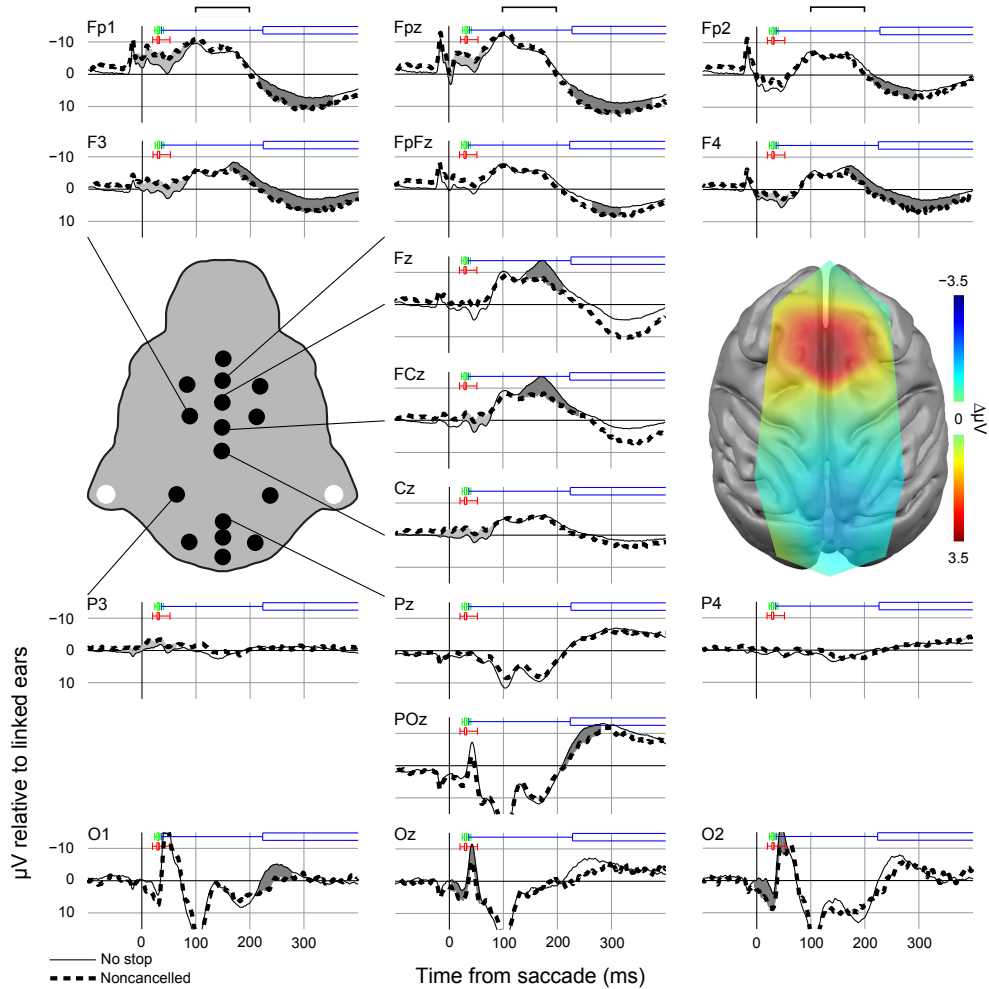 Fp1
Fpz
Fp2
−10
0
10
F3
FpFz
F4
−10
0
10
Fz
−3.5
FCz
0
ΔµV
Cz
3.5
P3
Pz
P4
−10
0
10
POz
µV relative to linked ears
O1
Oz
O2
−10
0
10
0 100 200 300
0 100 200 300
0 100 200 300
No stop
Noncancelled
Time from saccade (ms)